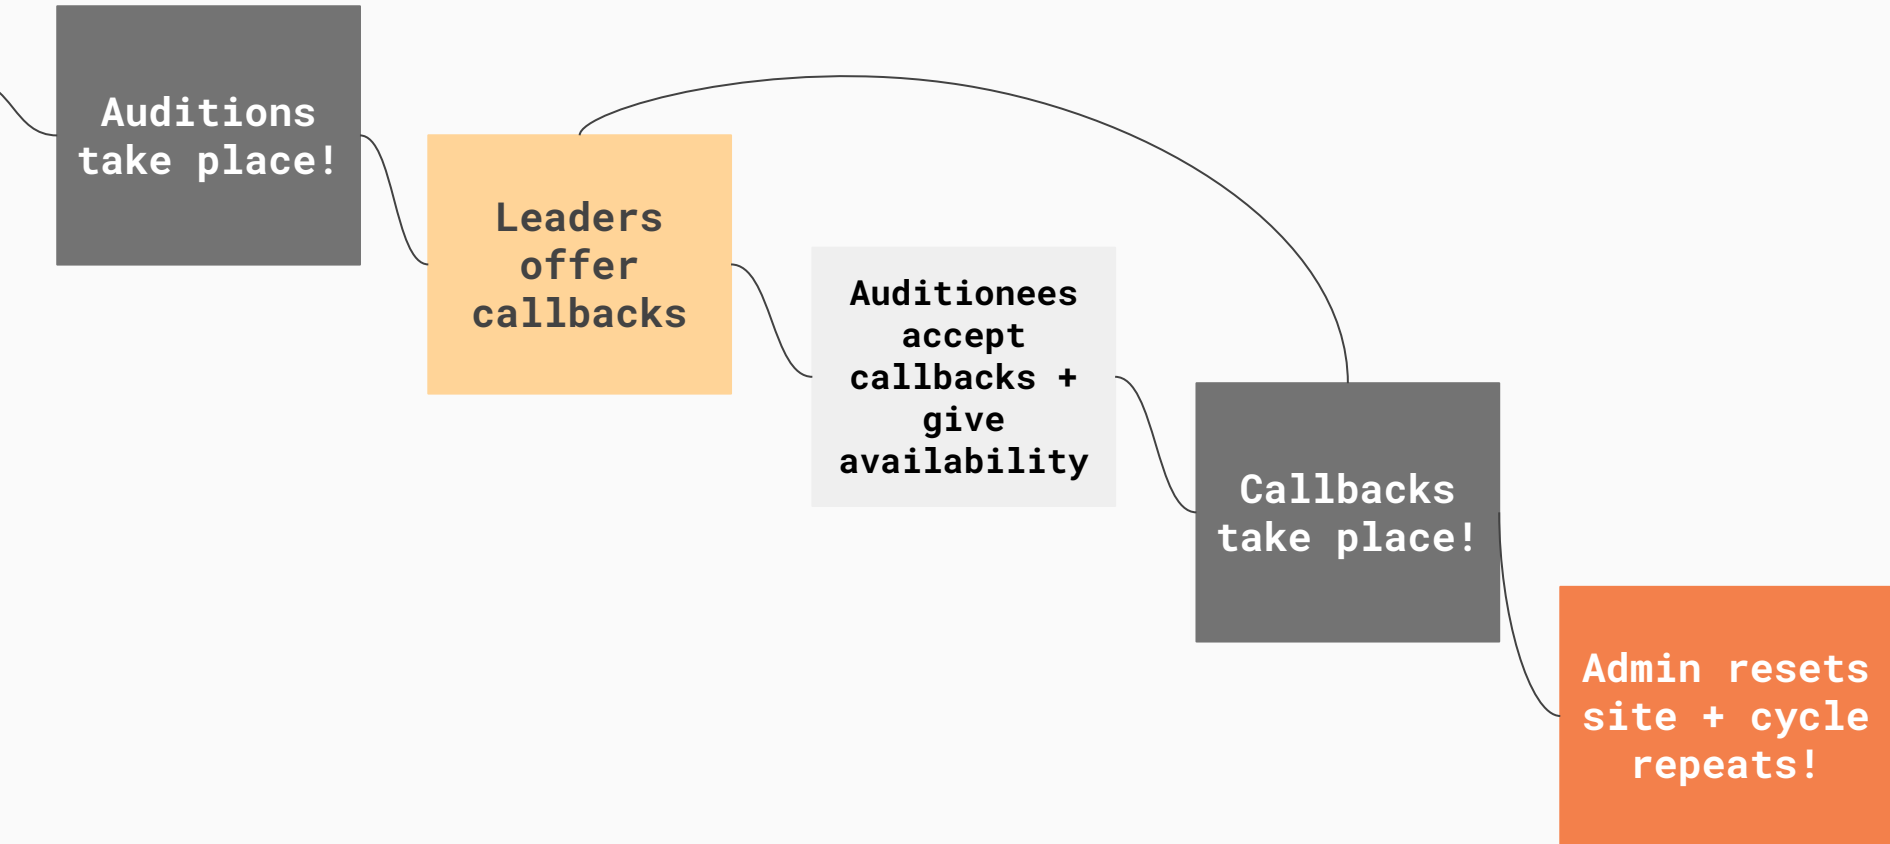 Auditions
take place!
Leaders
offer
callbacks
Auditionees
accept
callbacks +
give
availability
Callbacks
take place!
Admin resets
site + cycle
repeats!